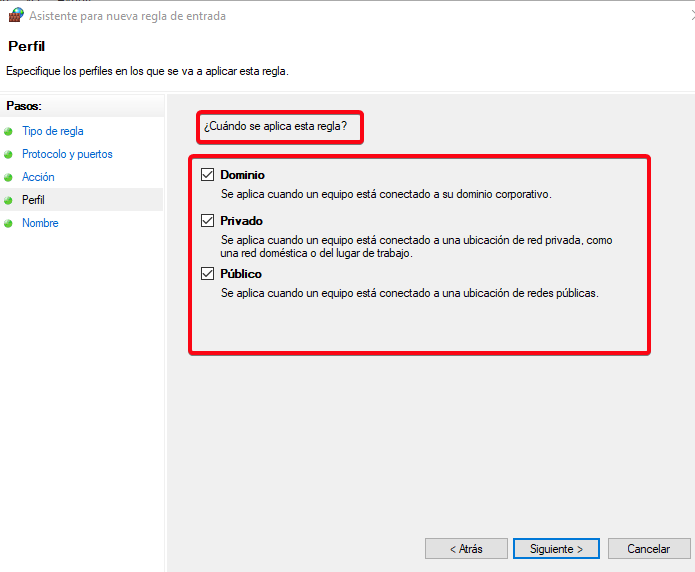 Asistente para nueva regla de entrada
Perfil
Especifique los perfiles en los que se va a aplicar esta regla.
Pasos:
Tipo de regla
Protocolo y puertos
Acción
Perfil
Nombre
¿Cuándo se aplica esta regla?
Dominio
Se aplica cuando un equipo está conectado a su dominio corporativo.
Privado
Se aplica cuando un equipo está conectado a una ubicación de red privada, como
una red doméstica o del lugar de trabajo.
Público
Se aplica cuando un equipo está conectado a una ubicación de redes públicas.
< Atrás
Siguiente >
Cancelar